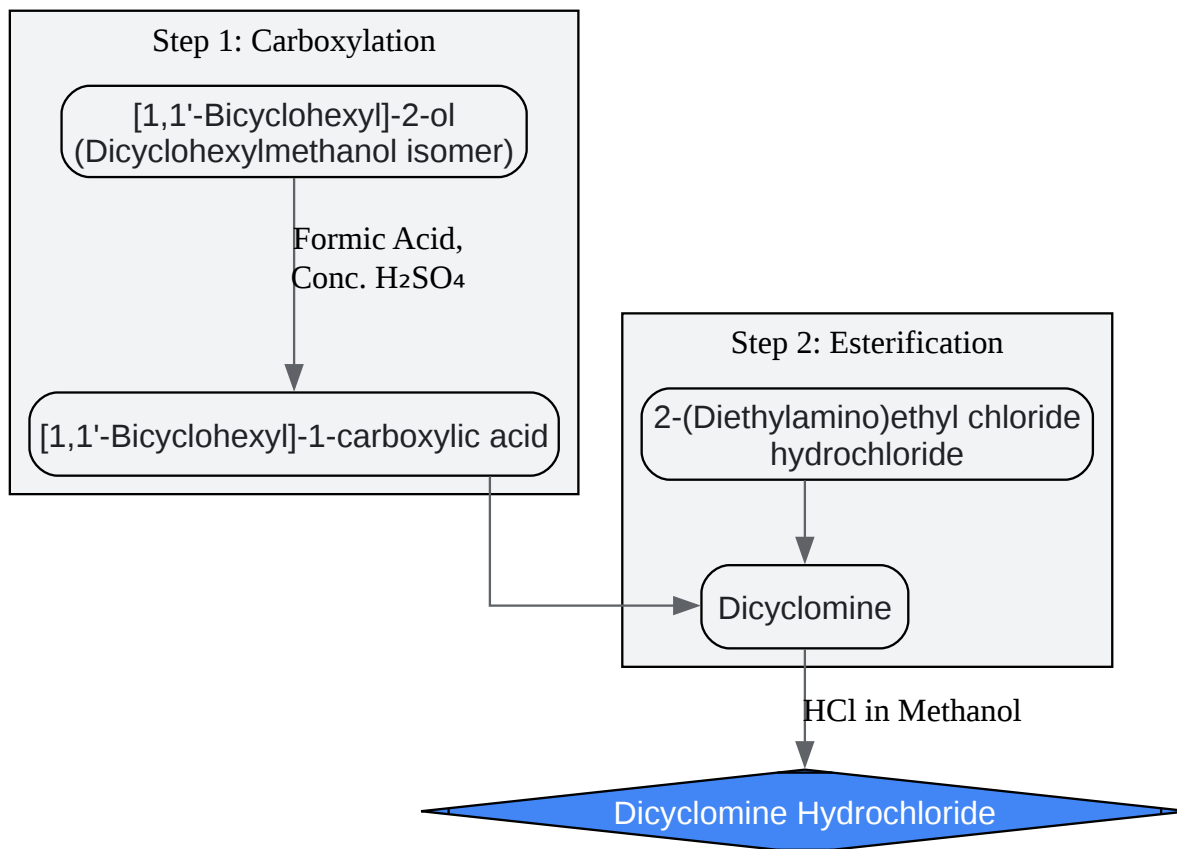 Step 1: Carboxylation
[1,1'-Bicyclohexyl]-2-ol
(Dicyclohexylmethanol isomer)
Formic Acid,
Conc. H₂SO₄
[1,1'-Bicyclohexyl]-1-carboxylic acid
Step 2: Esterification
2-(Diethylamino)ethyl chloride
hydrochloride
Dicyclomine
HCl in Methanol
Dicyclomine Hydrochloride